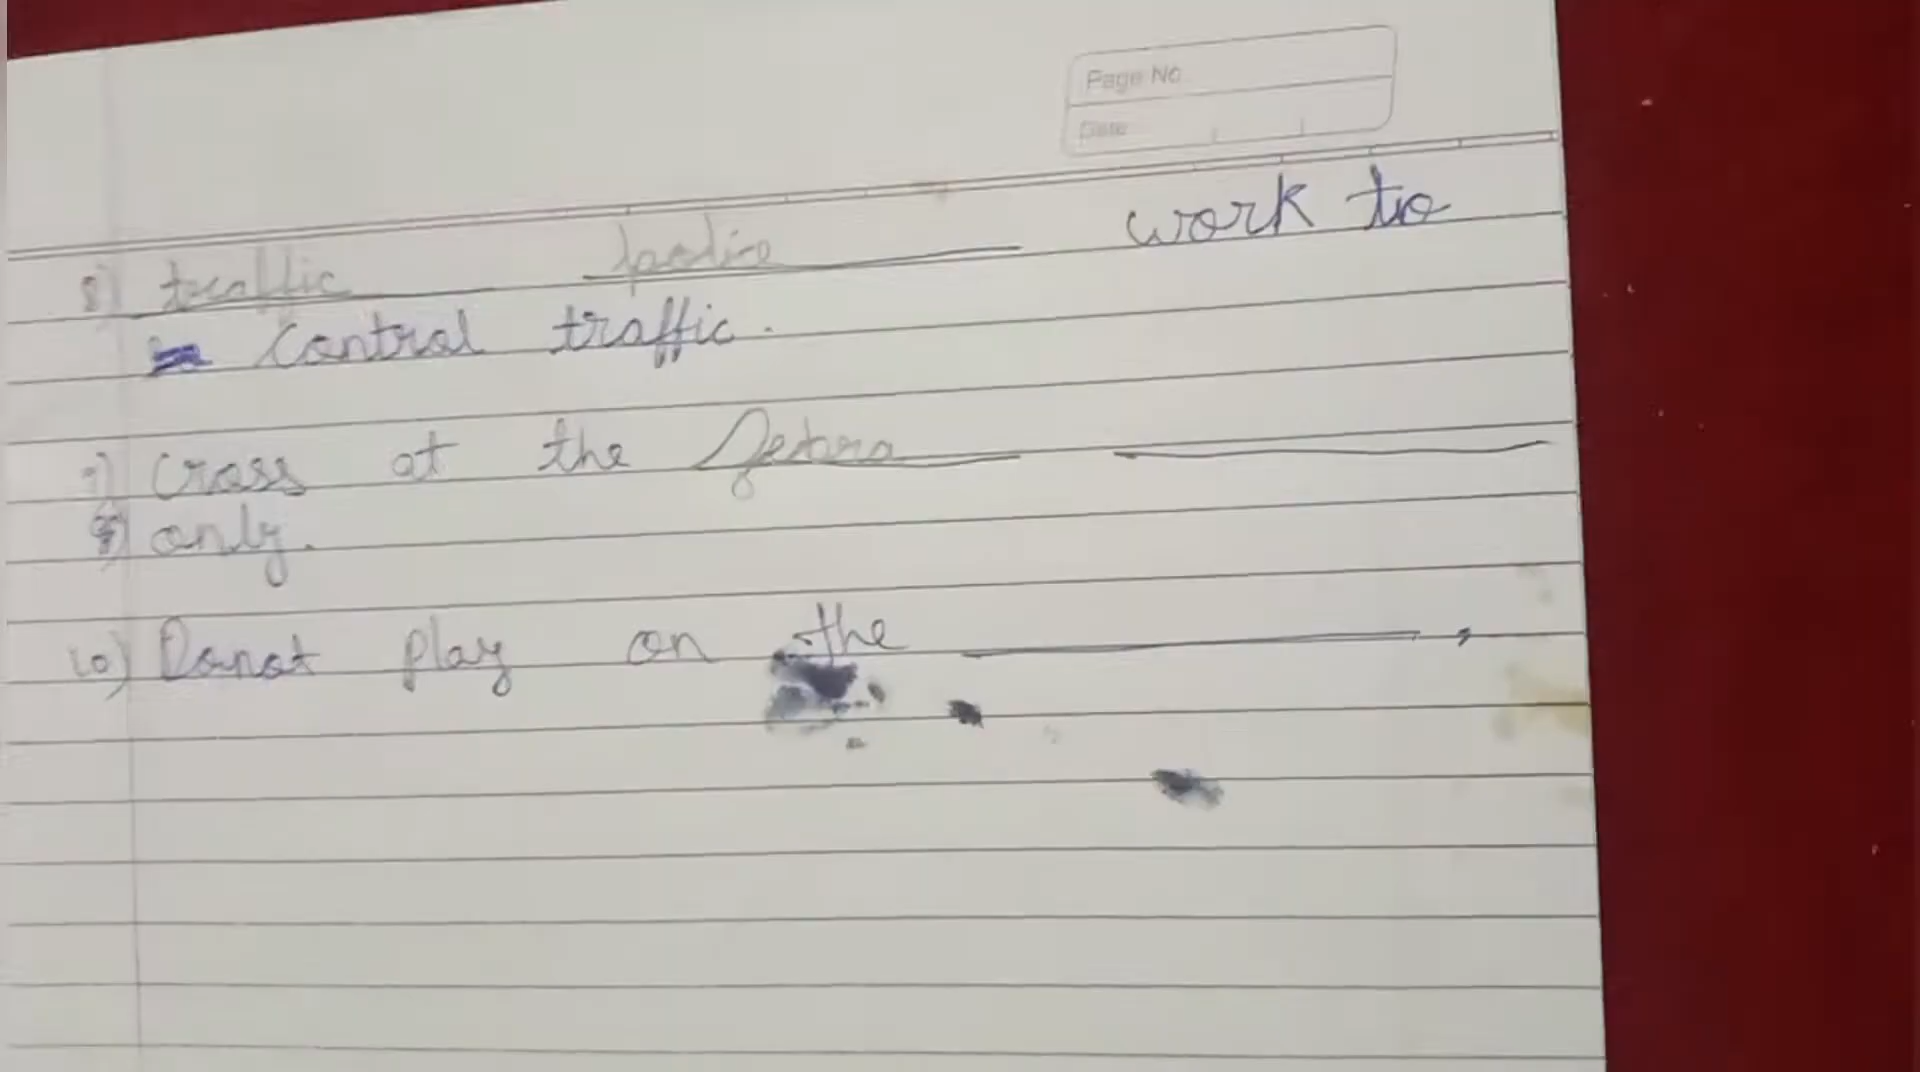 Page No.
Date
8) traffic podice work to
Control traffic.
9) Cross at the Zebra
only.
10) Donot Play on the